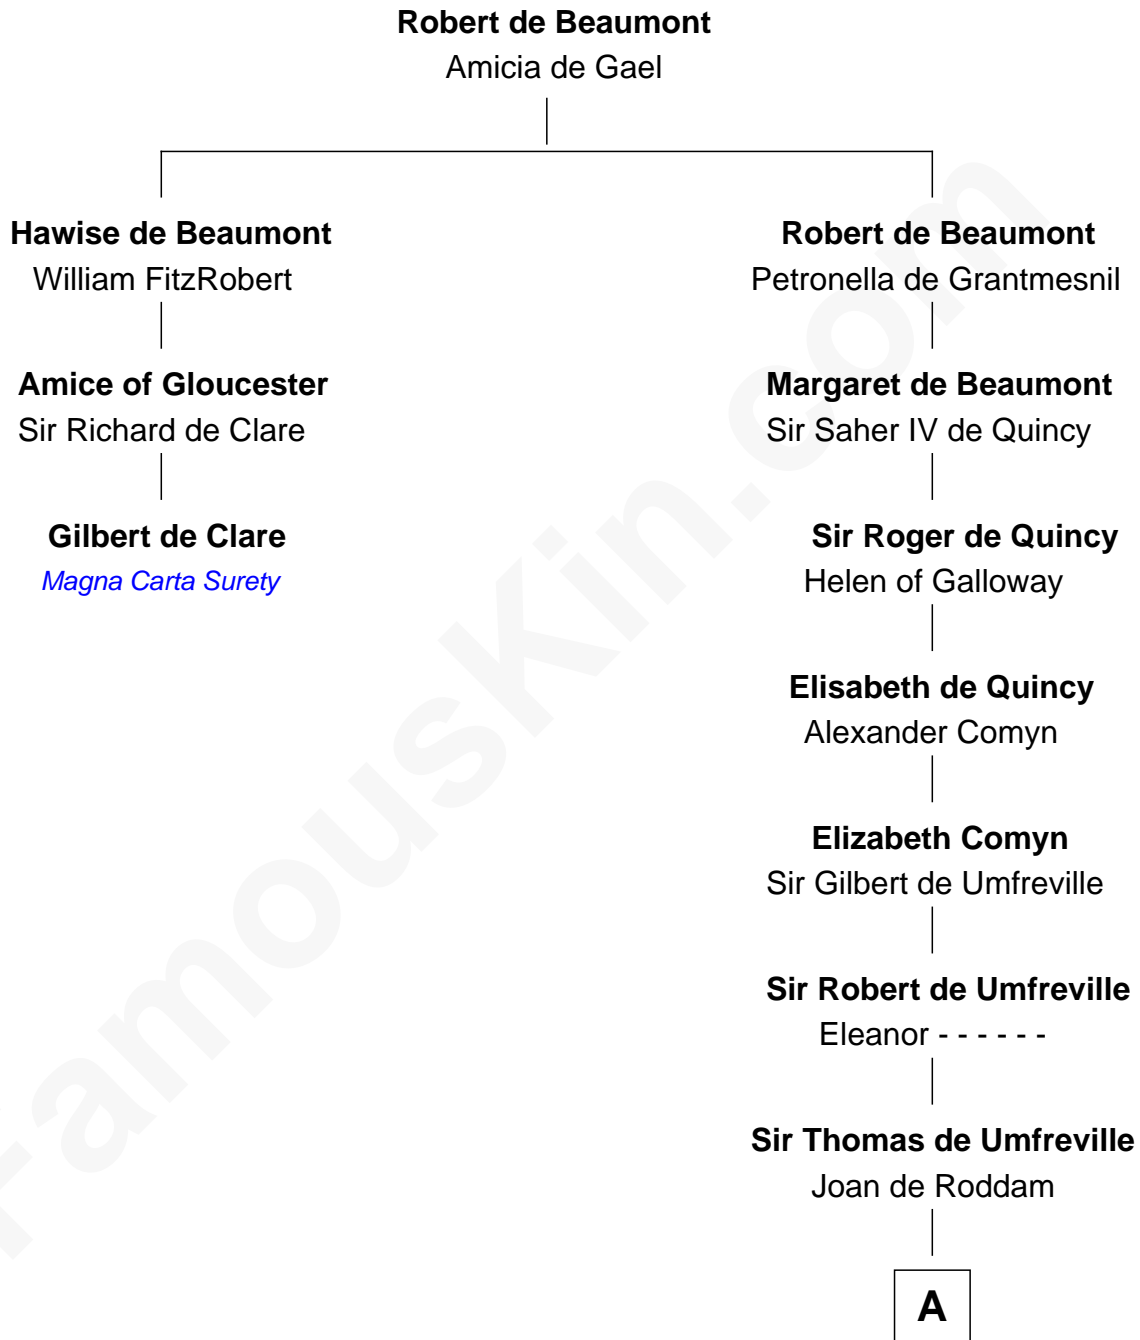 Robert de Beaumont
Amicia de Gael
Hawise de Beaumont
William FitzRobert
Amice of Gloucester
Sir Richard de Clare
Gilbert de Clare
Magna Carta Surety
Robert de Beaumont
Petronella de Grantmesnil
Margaret de Beaumont
Sir Saher IV de Quincy
Sir Roger de Quincy
Helen of Galloway
Elisabeth de Quincy
Alexander Comyn
Elizabeth Comyn
Sir Gilbert de Umfreville
Sir Robert de Umfreville
Eleanor - - - - - -
Sir Thomas de Umfreville
Joan de Roddam
A
FamousKin.com